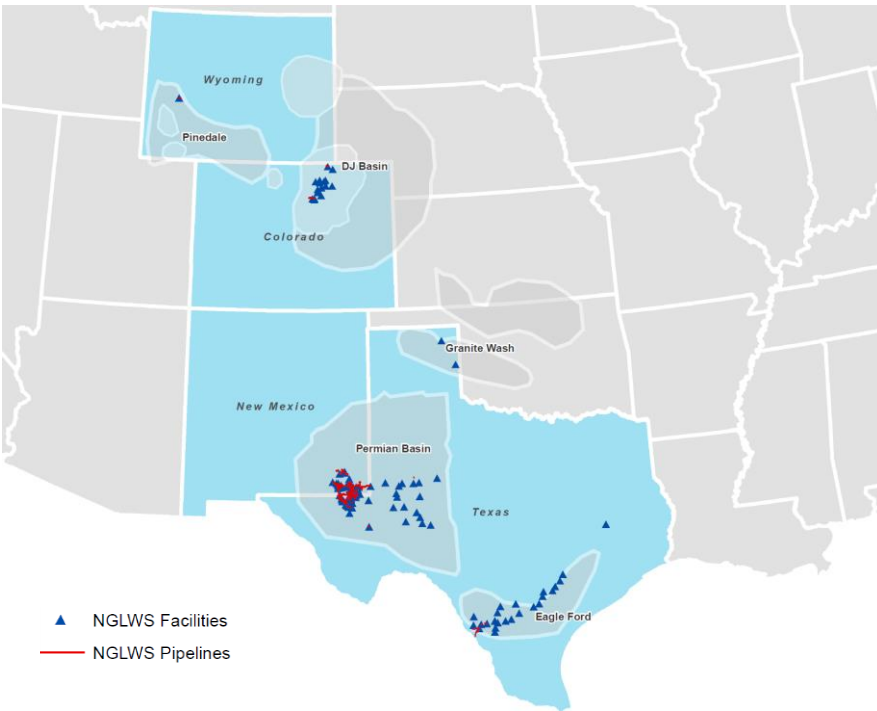 Wyoming
Pinedale
DJ Basin
Colorado
Granite Wash
New Mexico
Permian Basin
Texas
Eagle Ford
NGLWS Facilities
NGLWS Pipelines